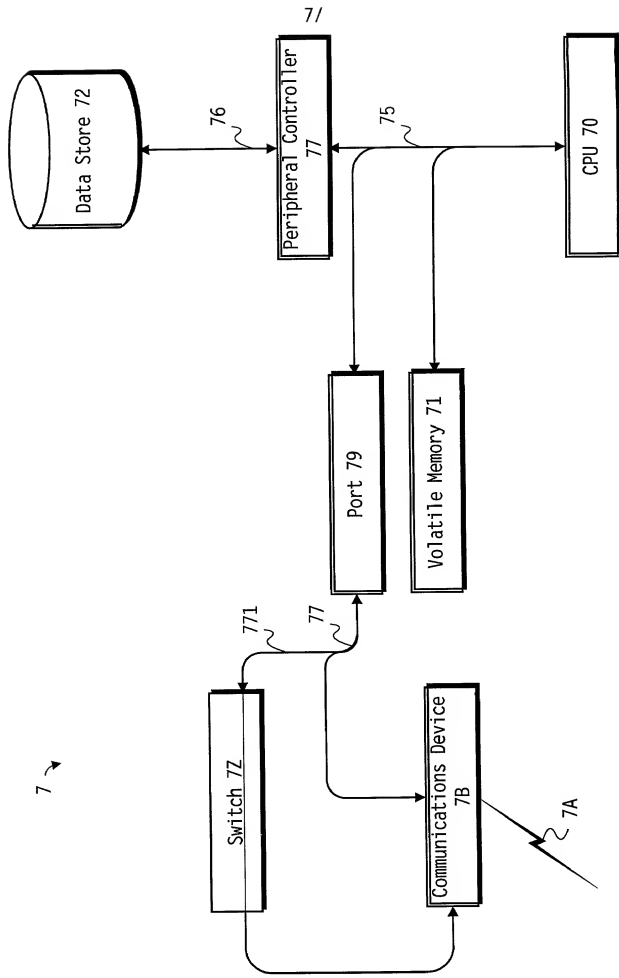 7/
Data Store 72
76
Peripheral Controller
77
75
CPU 70
Port 79
Volatile Memory 71
771
77
7
Switch 7Z
Communications Device
7B
7A